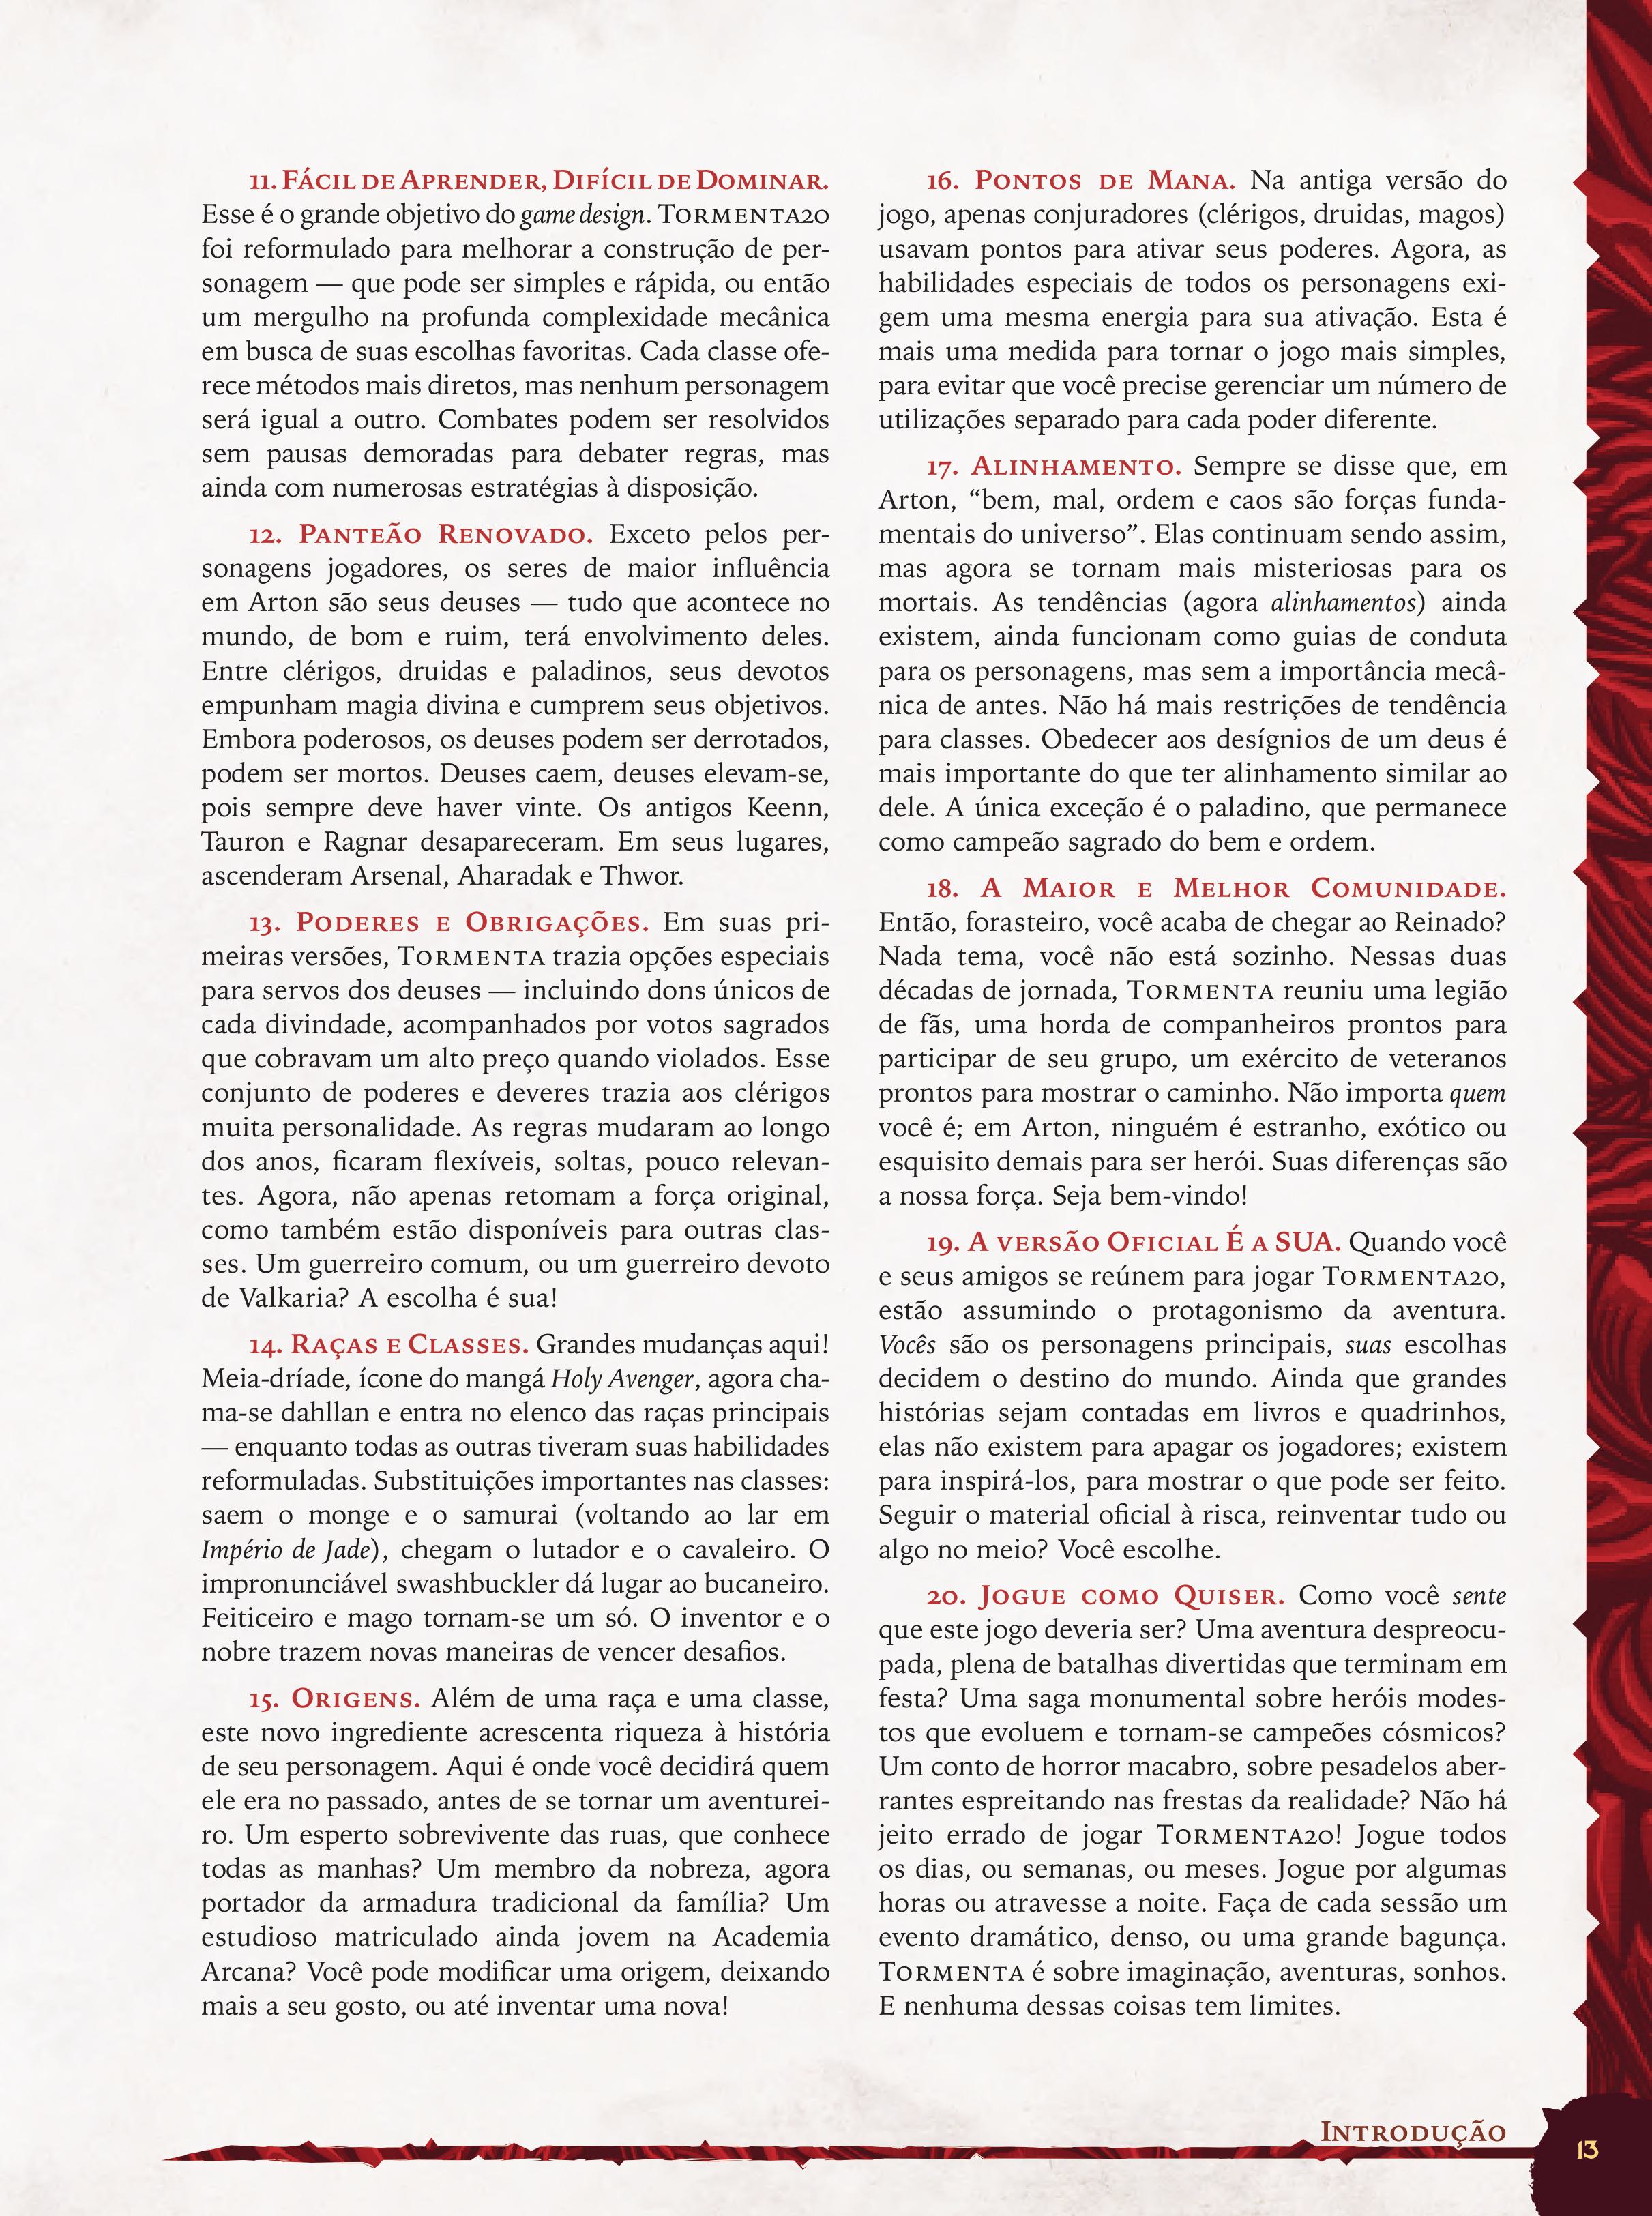 11. Fácil de Aprender, Difícil de Dominar.
Esse é o grande objetivo do game design. Tormenta20
foi reformulado para melhorar a construção de per-
sonagem — que pode ser simples e rápida, ou então
um mergulho na profunda complexidade mecânica
em busca de suas escolhas favoritas. Cada classe ofe-
rece métodos mais diretos, mas nenhum personagem
será igual a outro. Combates podem ser resolvidos
sem pausas demoradas para debater regras, mas
ainda com numerosas estratégias à disposição.
12. Panteão Renovado. Exceto pelos per-
sonagens jogadores, os seres de maior influência
em Arton são seus deuses — tudo que acontece no
mundo, de bom e ruim, terá envolvimento deles.
Entre clérigos, druidas e paladinos, seus devotos
empunham magia divina e cumprem seus objetivos.
Embora poderosos, os deuses podem ser derrotados,
podem ser mortos. Deuses caem, deuses elevam-se,
pois sempre deve haver vinte. Os antigos Keenn,
Tauron e Ragnar desapareceram. Em seus lugares,
ascenderam Arsenal, Aharadak e Thwor.
13. Poderes e Obrigações. Em suas pri-
meiras versões, Tormenta trazia opções especiais
para servos dos deuses — incluindo dons únicos de
cada divindade, acompanhados por votos sagrados
que cobravam um alto preço quando violados. Esse
conjunto de poderes e deveres trazia aos clérigos
muita personalidade. As regras mudaram ao longo
dos anos, ficaram flexíveis, soltas, pouco relevan-
tes. Agora, não apenas retomam a força original,
como também estão disponíveis para outras clas-
ses. Um guerreiro comum, ou um guerreiro devoto
de Valkaria? A escolha é sua!
14. Raças e Classes. Grandes mudanças aqui!
Meia-dríade, ícone do mangá Holy Avenger, agora cha-
ma-se dahllan e entra no elenco das raças principais
— enquanto todas as outras tiveram suas habilidades
reformuladas. Substituições importantes nas classes:
saem o monge e o samurai (voltando ao lar em
Império de Jade), chegam o lutador e o cavaleiro. O
impronunciável swashbuckler dá lugar ao bucaneiro.
Feiticeiro e mago tornam-se um só. O inventor e o
nobre trazem novas maneiras de vencer desafios.
15. Origens. Além de uma raça e uma classe,
este novo ingrediente acrescenta riqueza à história
de seu personagem. Aqui é onde você decidirá quem
ele era no passado, antes de se tornar um aventurei-
ro. Um esperto sobrevivente das ruas, que conhece
todas as manhas? Um membro da nobreza, agora
portador da armadura tradicional da família? Um
estudioso matriculado ainda jovem na Academia
Arcana? Você pode modificar uma origem, deixando
mais a seu gosto, ou até inventar uma nova!
16. Pontos de Mana. Na antiga versão do
jogo, apenas conjuradores (clérigos, druidas, magos)
usavam pontos para ativar seus poderes. Agora, as
habilidades especiais de todos os personagens exi-
gem uma mesma energia para sua ativação. Esta é
mais uma medida para tornar o jogo mais simples,
para evitar que você precise gerenciar um número de
utilizações separado para cada poder diferente.
17. Alinhamento. Sempre se disse que, em
Arton, “bem, mal, ordem e caos são forças funda-
mentais do universo”. Elas continuam sendo assim,
mas agora se tornam mais misteriosas para os
mortais. As tendências (agora alinhamentos) ainda
existem, ainda funcionam como guias de conduta
para os personagens, mas sem a importância mecâ-
nica de antes. Não há mais restrições de tendência
para classes. Obedecer aos desígnios de um deus é
mais importante do que ter alinhamento similar ao
dele. A única exceção é o paladino, que permanece
como campeão sagrado do bem e ordem.
18. A Maior e Melhor Comunidade.
Então, forasteiro, você acaba de chegar ao Reinado?
Nada tema, você não está sozinho. Nessas duas
décadas de jornada, Tormenta reuniu uma legião
de fãs, uma horda de companheiros prontos para
participar de seu grupo, um exército de veteranos
prontos para mostrar o caminho. Não importa quem
você é; em Arton, ninguém é estranho, exótico ou
esquisito demais para ser herói. Suas diferenças são
a nossa força. Seja bem-vindo!
19. A versão Oficial É a SUA. Quando você
e seus amigos se reúnem para jogar Tormenta20,
estão assumindo o protagonismo da aventura.
Vocês são os personagens principais, suas escolhas
decidem o destino do mundo. Ainda que grandes
histórias sejam contadas em livros e quadrinhos,
elas não existem para apagar os jogadores; existem
para inspirá-los, para mostrar o que pode ser feito.
Seguir o material oficial à risca, reinventar tudo ou
algo no meio? Você escolhe.
20. Jogue como Quiser. Como você sente
que este jogo deveria ser? Uma aventura despreocu-
pada, plena de batalhas divertidas que terminam em
festa? Uma saga monumental sobre heróis modes-
tos que evoluem e tornam-se campeões cósmicos?
Um conto de horror macabro, sobre pesadelos aber-
rantes espreitando nas frestas da realidade? Não há
jeito errado de jogar Tormenta20! Jogue todos
os dias, ou semanas, ou meses. Jogue por algumas
horas ou atravesse a noite. Faça de cada sessão um
evento dramático, denso, ou uma grande bagunça.
Tormenta é sobre imaginação, aventuras, sonhos.
E nenhuma dessas coisas tem limites.
Introdução
13